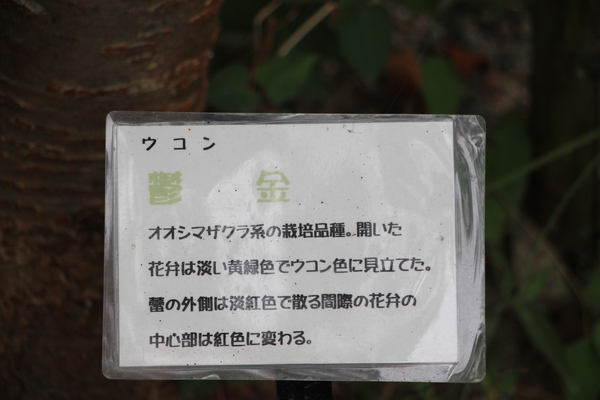 ウコン
鬱金
オオシマザクラ系の栽培品種。開いた
花弁は淡い黄緑色でウコン色に見立てた。
蕾の外側は淡紅色で散る間際の花弁の
中心部は紅色に変わる。